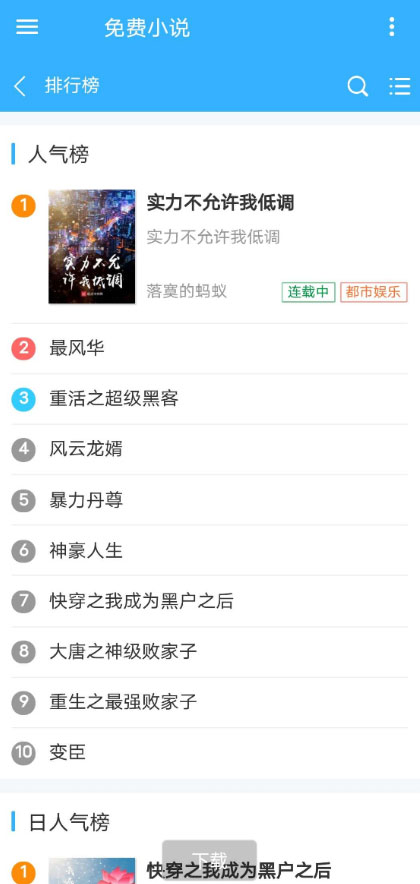 免费小说
排行榜
人气榜
1
实力不允许我低调
实力不允许我低调
实力不允
许我低调
落寞的蚂蚁
连载中
都市娱乐
2 最风华
3 重活之超级黑客
4 风云龙婿
5 暴力丹尊
6 神豪人生
7 快穿之我成为黑户之后
8 大唐之神级败家子
9 重生之最强败家子
10 变臣
日人气榜
下载
1 快穿之我成为黑户之后